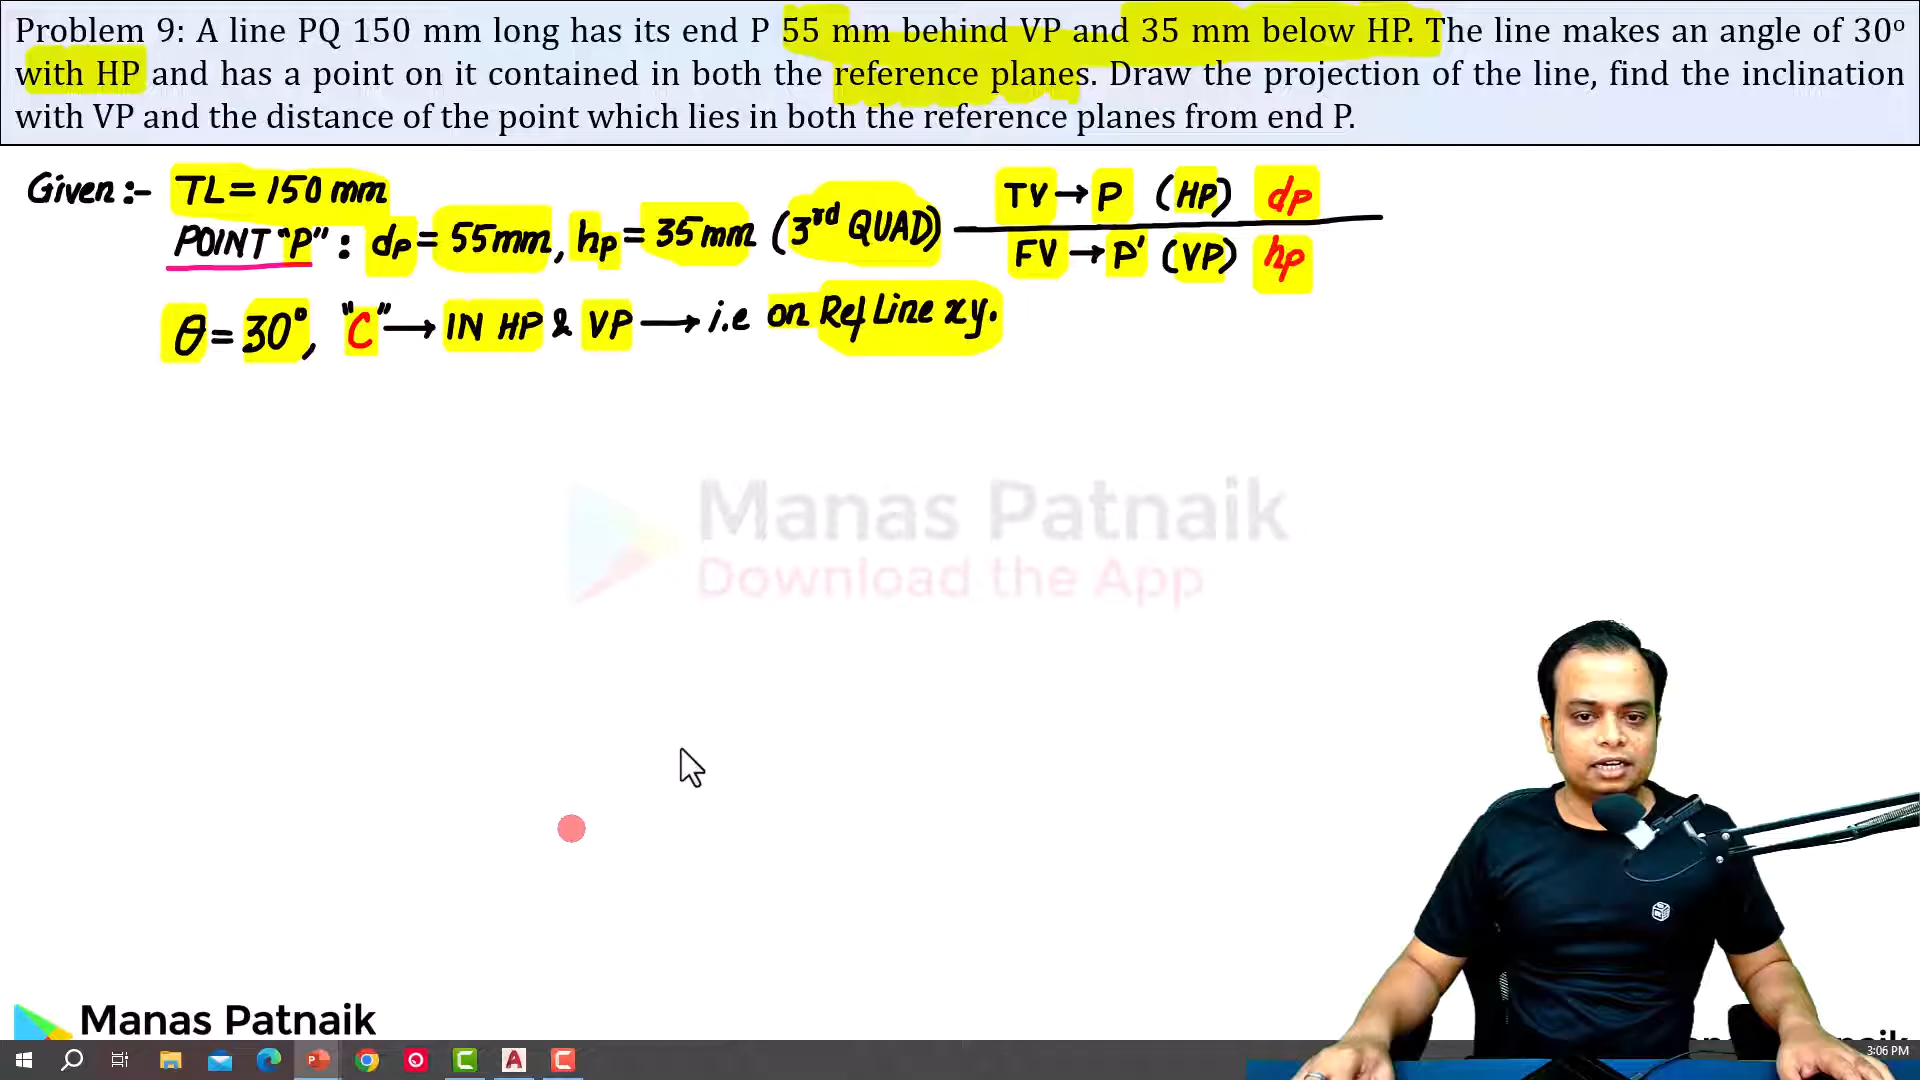 Problem 9: A line PQ 150 mm long has its end P 55 mm behind VP and 35 mm below HP. The line makes an angle of 30º
with HP and has a point on it contained in both the reference planes. Draw the projection of the line, find the inclination
with VP and the distance of the point which lies in both the reference planes from end P.
Given :- TL = 150 mm
POINT "P" : dp = 55mm, hp = 35mm (3rd QUAD)
TV → P (HP) dp
FV → P' (VP) hp
θ = 30°, "C" → IN HP & VP → i.e on Ref Line xy.
Manas Patnaik
Download the App
Manas Patnaik
3:06 PM